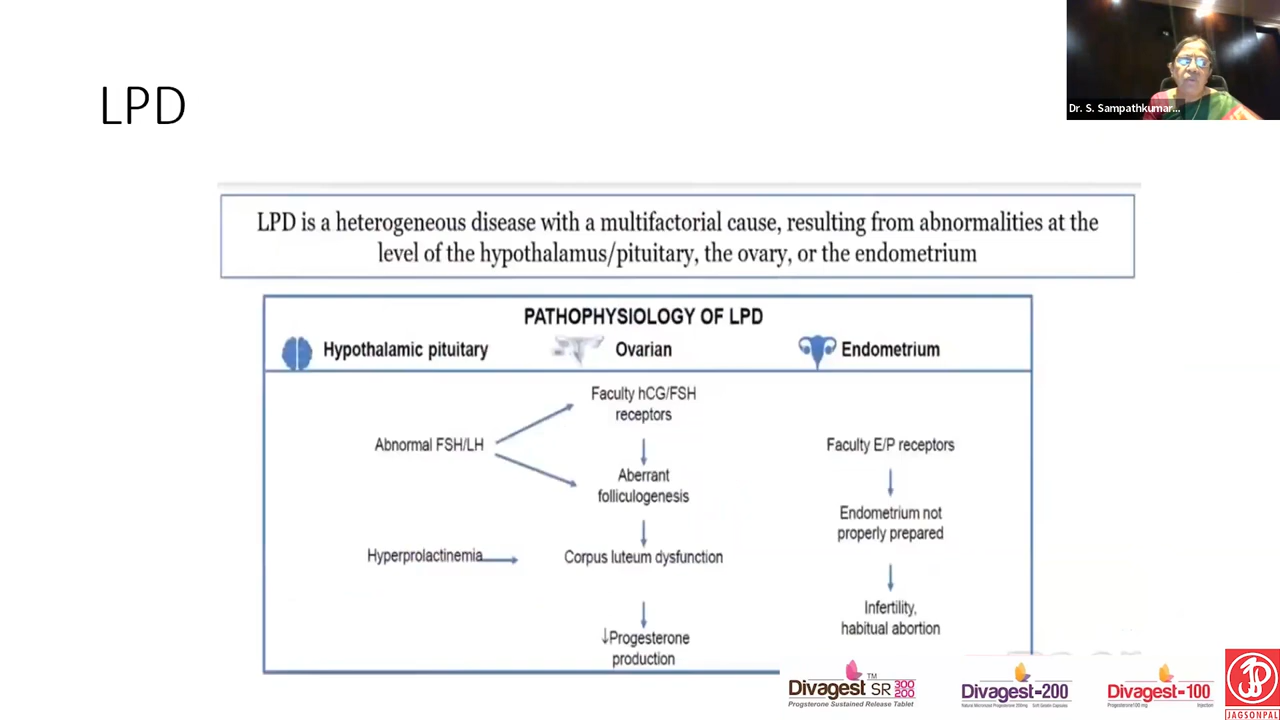 LPD
Dr. S. Sampathkumar...
LPD is a heterogeneous disease with a multifactorial cause, resulting from abnormalities at the
level of the hypothalamus/pituitary, the ovary, or the endometrium
PATHOPHYSIOLOGY OF LPD
Hypothalamic pituitary
Ovarian
Endometrium
Faculty hCG/FSH
receptors
Abnormal FSH/LH
Faculty E/P receptors
Aberrant
folliculogenesis
Endometrium not
properly prepared
Hyperprolactinemia
Corpus luteum dysfunction
Infertility,
habitual abortion
↓Progesterone
production
Divagest SR 300 200 TM
Progsterone Sustained Release Tablet
Divagest-200
Natural Micronised Progesterone 200mg Soft Gelatin Capsules
Divagest-100
Progesterone100 mg Injection
JAGSONPAL